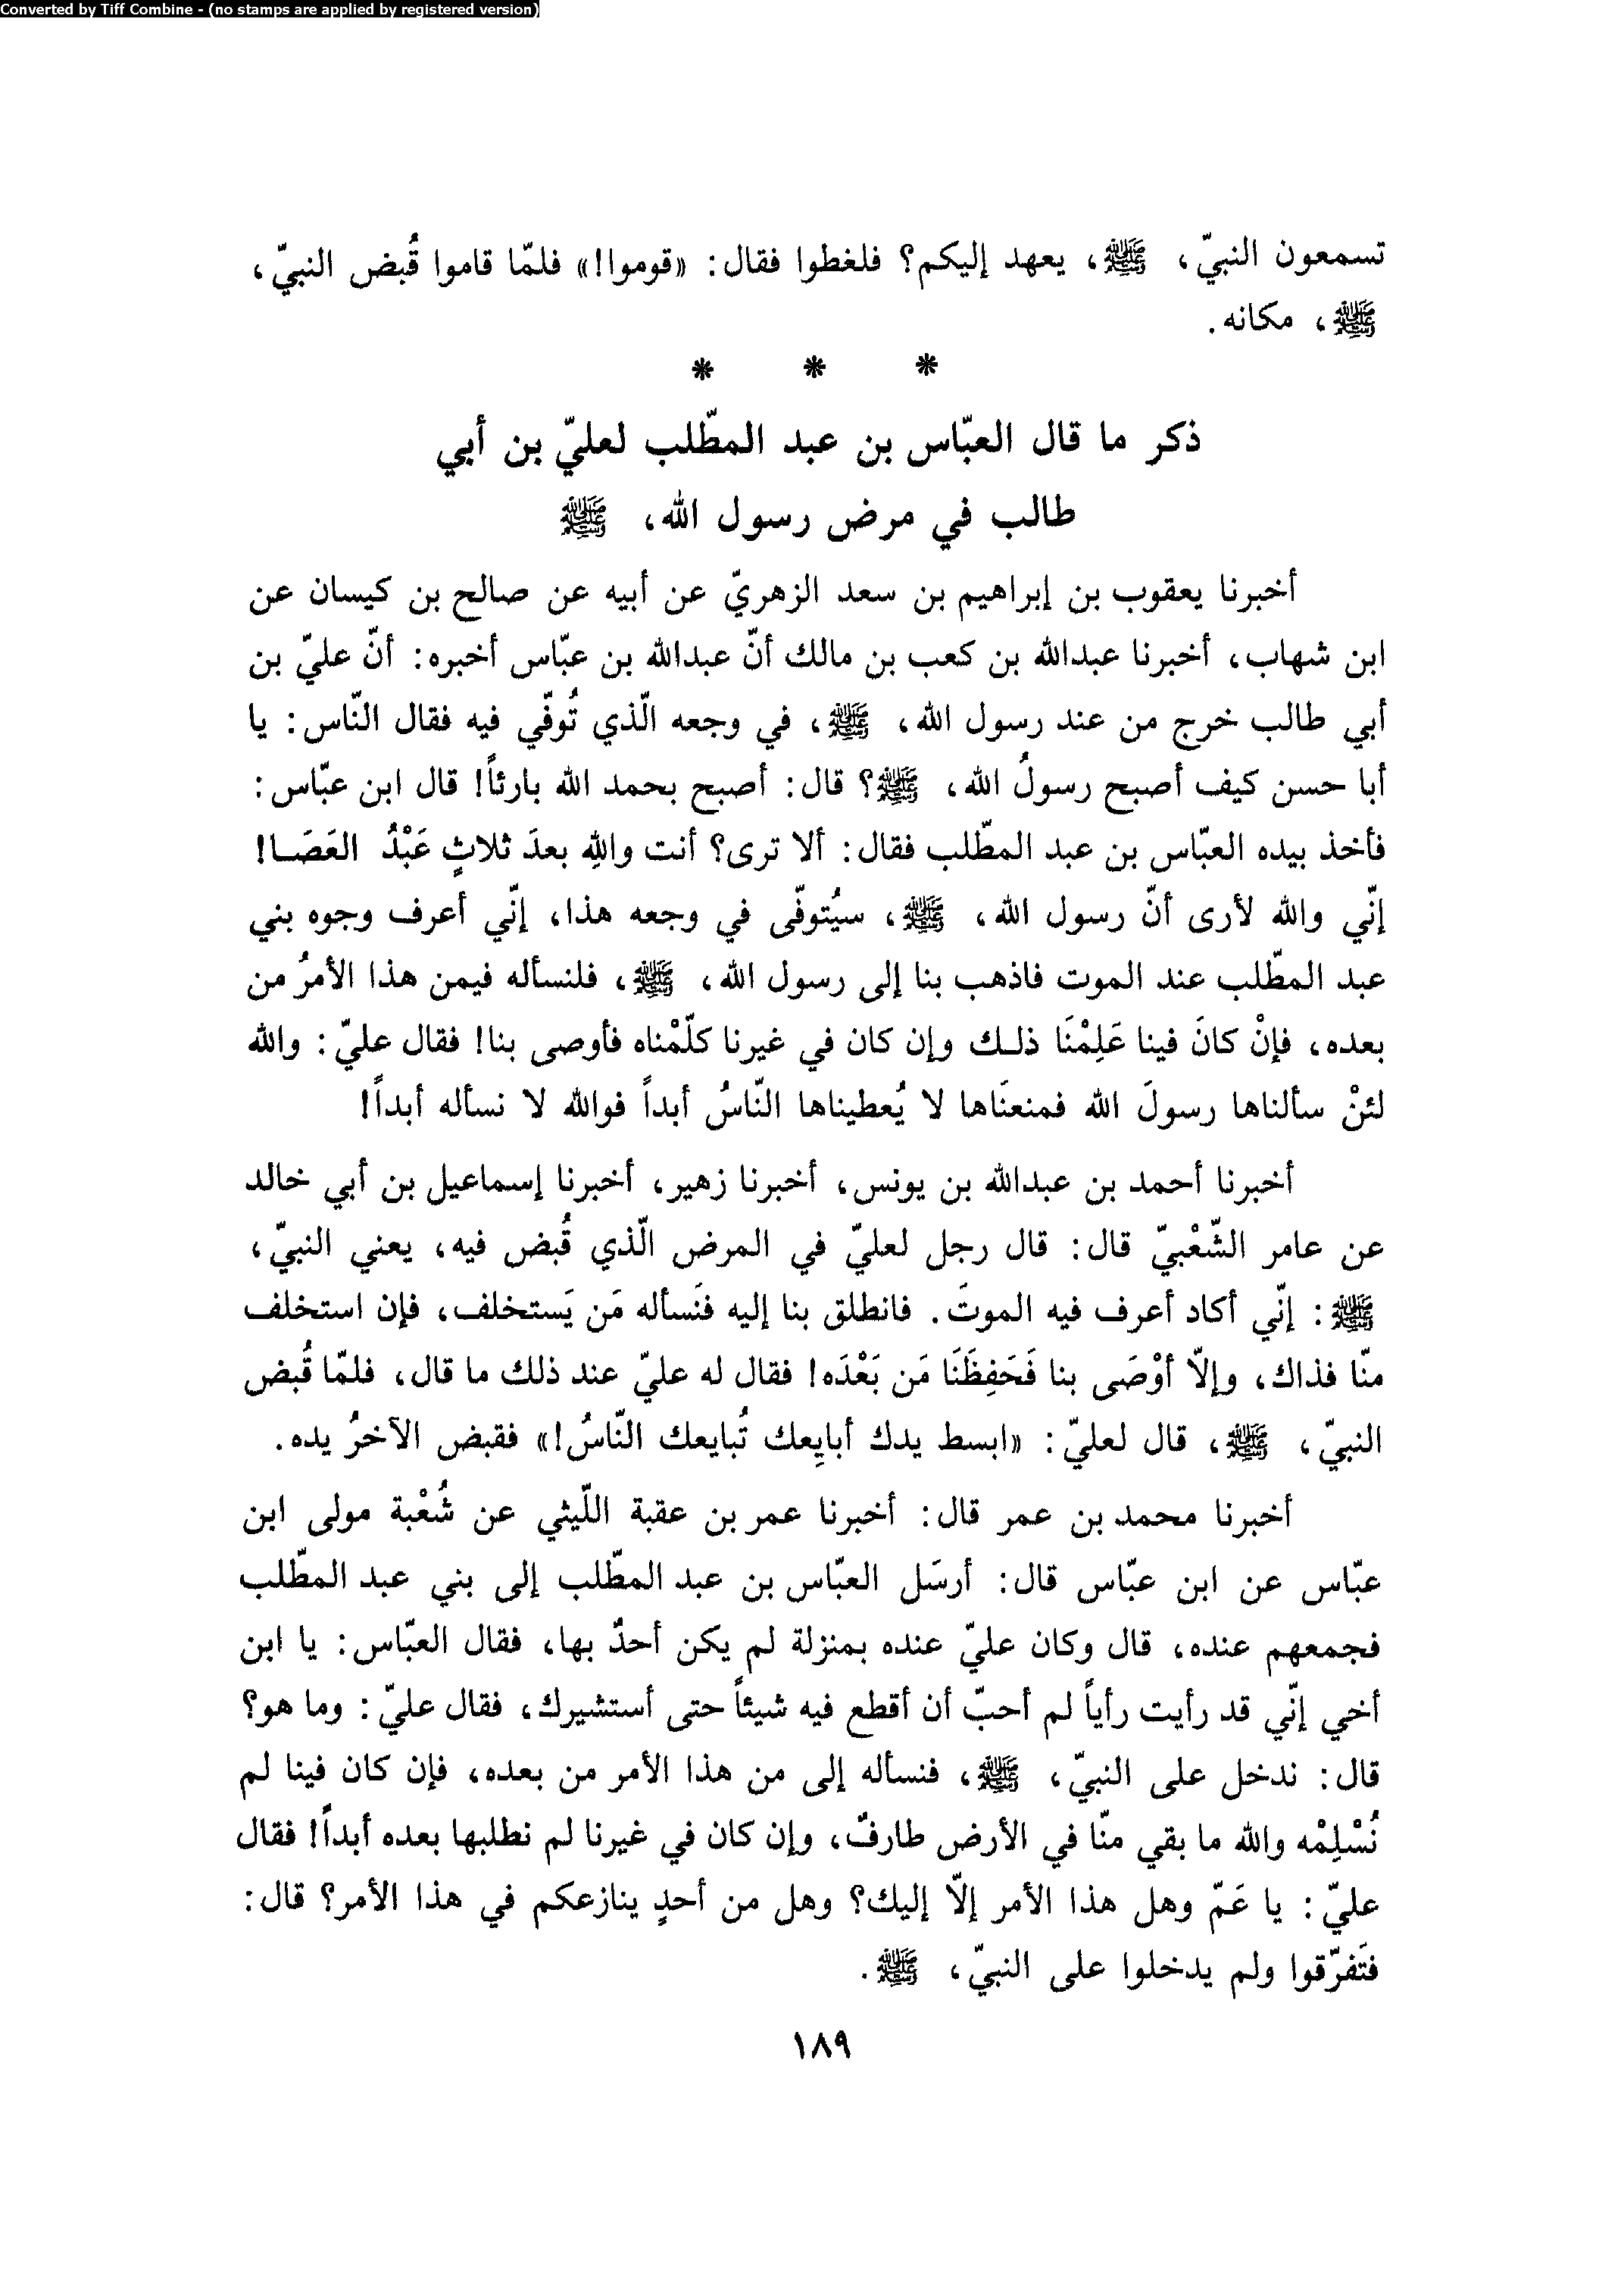 Converted by Tiff Combine - (no stamps are applied by registered version)
تسمعون النبيّ، ﷺ، يعهد إليكم؟ فلغطوا فقال: «قوموا!» فلمّا قاموا قُبض النبيّ،
ﷺ، مكانه.
* * *
ذكر ما قال العبّاس بن عبد المطّلب لعليّ بن أبي
طالب في مرض رسول الله، ﷺ
أخبرنا يعقوب بن إبراهيم بن سعد الزهريّ عن أبيه عن صالح بن كيسان عن
ابن شهاب، أخبرنا عبدالله بن كعب بن مالك أنّ عبدالله بن عبّاس أخبره: أنّ عليّ بن
أبي طالب خرج من عند رسول الله، ﷺ، في وجعه الّذي تُوفّي فيه فقال النّاس: يا
أبا حسن كيف أصبح رسولُ الله، ﷺ؟ قال: أصبح بحمد الله بارئاً! قال ابن عبّاس:
فأخذ بيده العبّاس بن عبد المطّلب فقال: ألا ترى؟ أنت واللهِ بعدَ ثلاثٍ عَبْدُ العَصَا!
إنّي والله لأرى أنّ رسول الله، ﷺ، سيُتوفّى في وجعه هذا، إنّي أعرف وجوه بني
عبد المطّلب عند الموت فاذهب بنا إلى رسول الله، ﷺ، فلنسأله فيمن هذا الأمرُ من
بعده، فإنْ كانَ فينا عَلِمْنَا ذلك وإن كان في غيرنا كلّمْناه فأوصى بنا! فقال عليّ: والله
لئنْ سألناها رسولَ الله فمنعنَاها لا يُعطيناها النّاسُ أبداً فوالله لا نسأله أبداً!
أخبرنا أحمد بن عبدالله بن يونس، أخبرنا زهير، أخبرنا إسماعيل بن أبي خالد
عن عامر الشّعْبيّ قال: قال رجل لعليّ في المرض الّذي قُبض فيه، يعني النبيّ،
ﷺ: إنّي أكاد أعرف فيه الموتَ. فانطلق بنا إليه فنَسأله مَن يَستخلف، فإن استخلف
منّا فذاك، وإلاّ أوْصَى بنا فَحَفِظَنَا مَن بَعْدَه! فقال له عليّ عند ذلك ما قال، فلمّا قُبض
النبيّ، ﷺ، قال لعليّ: «ابسط يدك أبايِعك تُبايعك النّاسُ!» فقبض الآخرُ يده.
أخبرنا محمد بن عمر قال: أخبرنا عمر بن عقبة اللّيثي عن شُعْبة مولى ابن
عبّاس عن ابن عبّاس قال: أرسَل العبّاس بن عبد المطّلب إلى بني عبد المطّلب
فجمعهم عنده، قال وكان عليّ عنده بمنزلة لم يكن أحدٌ بها، فقال العبّاس: يا ابن
أخي إنّي قد رأيت رأياً لم أحبّ أن أقطع فيه شيئاً حتى أستشيرك، فقال عليّ: وما هو؟
قال: ندخل على النبيّ، ﷺ، فنسأله إلى من هذا الأمر من بعده، فإن كان فينا لم
نُسْلِمْه والله ما بقي منّا في الأرض طارفٌ، وإن كان في غيرنا لم نطلبها بعده أبداً! فقال
عليّ: يا عَمّ وهل هذا الأمر إلاّ إليك؟ وهل من أحدٍ ينازعكم في هذا الأمر؟ قال:
فتَفرّقوا ولم يدخلوا على النبيّ، ﷺ.
١٨٩